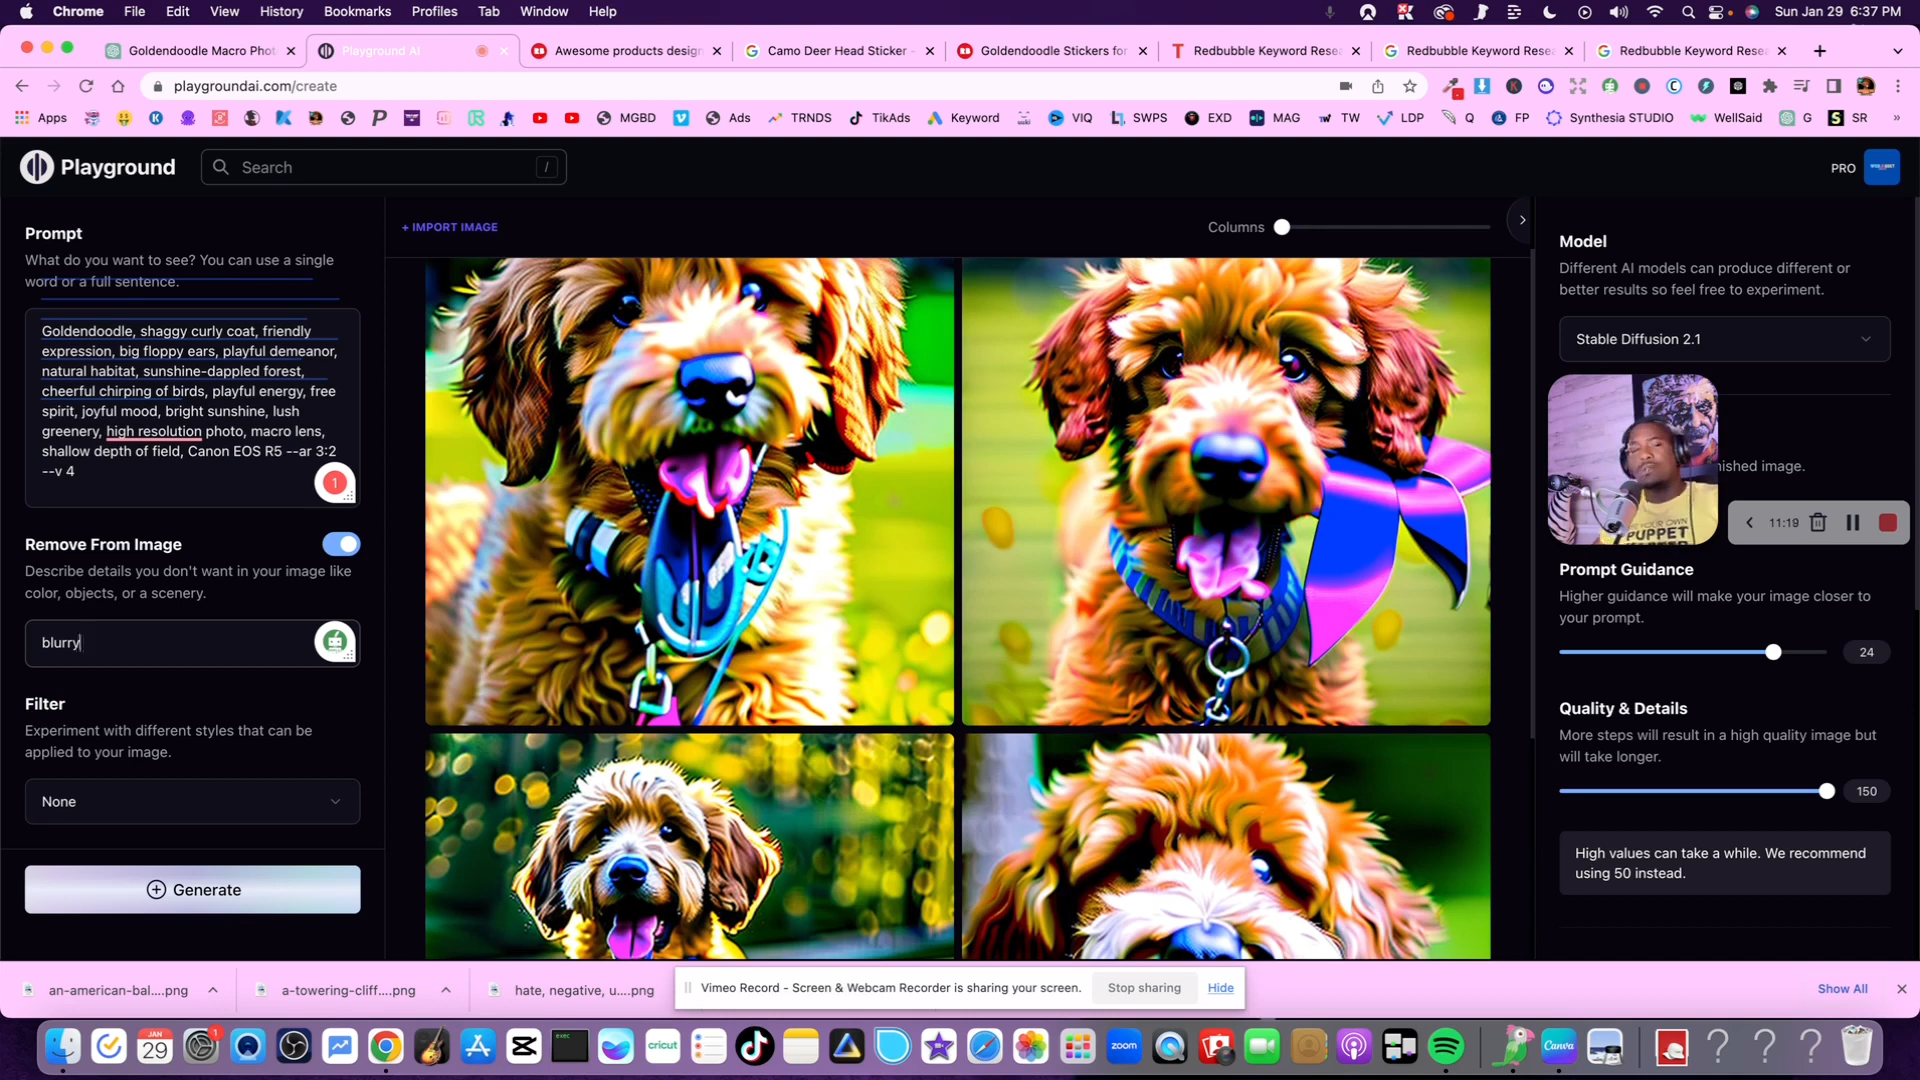 Chrome File Edit View History Bookmarks Profiles Tab Window Help Sun Jan 29 6:37 PM
Goldendoodle Macro Phot Playground AI Awesome products design Camo Deer Head Sticker - Goldendoodle Stickers for Redbubble Keyword Rese Redbubble Keyword Rese Redbubble Keyword Resea
playgroundai.com/create
Apps MGBD Ads TRNDS TikAds Keyword VIQ SWPS EXD MAG TW LDP Q FP Synthesia STUDIO WellSaid G SR »
Playground Search / PRO
Prompt
What do you want to see? You can use a single
word or a full sentence.
Goldendoodle, shaggy curly coat, friendly
expression, big floppy ears, playful demeanor,
natural habitat, sunshine-dappled forest,
cheerful chirping of birds, playful energy, free
spirit, joyful mood, bright sunshine, lush
greenery, high resolution photo, macro lens,
shallow depth of field, Canon EOS R5 --ar 3:2
--v 4
1
Remove From Image
Describe details you don't want in your image like
color, objects, or a scenery.
blurry
Filter
Experiment with different styles that can be
applied to your image.
None
Generate
+ IMPORT IMAGE
Columns
Model
Different AI models can produce different or
better results so feel free to experiment.
Stable Diffusion 2.1
nished image.
PUPPET
11:19
Prompt Guidance
Higher guidance will make your image closer to
your prompt.
24
Quality & Details
More steps will result in a high quality image but
will take longer.
150
High values can take a while. We recommend
using 50 instead.
an-american-bal....png a-towering-cliff....png hate, negative, u....png
Vimeo Record - Screen & Webcam Recorder is sharing your screen. Stop sharing Hide
Show All
JAN
29
1
exec
cricut
zoom
Canva